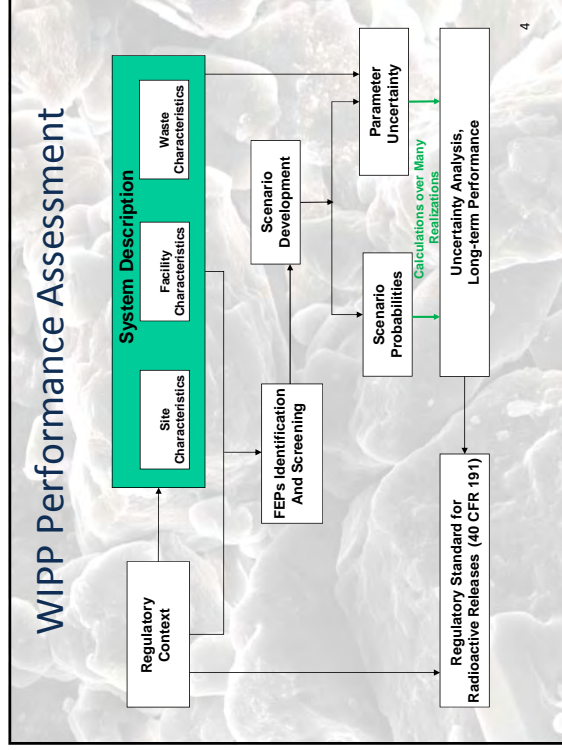 WIPP Performance Assessment
System Description
Site
Characteristics
Facility
Characteristics
Waste
Characteristics
Regulatory
Context
FEPs Identification
And Screening
Scenario
Development
Scenario
Probabilities
Parameter
Uncertainty
Calculations over Many
Realizations
Uncertainty Analysis,
Long-term Performance
Regulatory Standard for
Radioactive Releases (40 CFR 191)
4